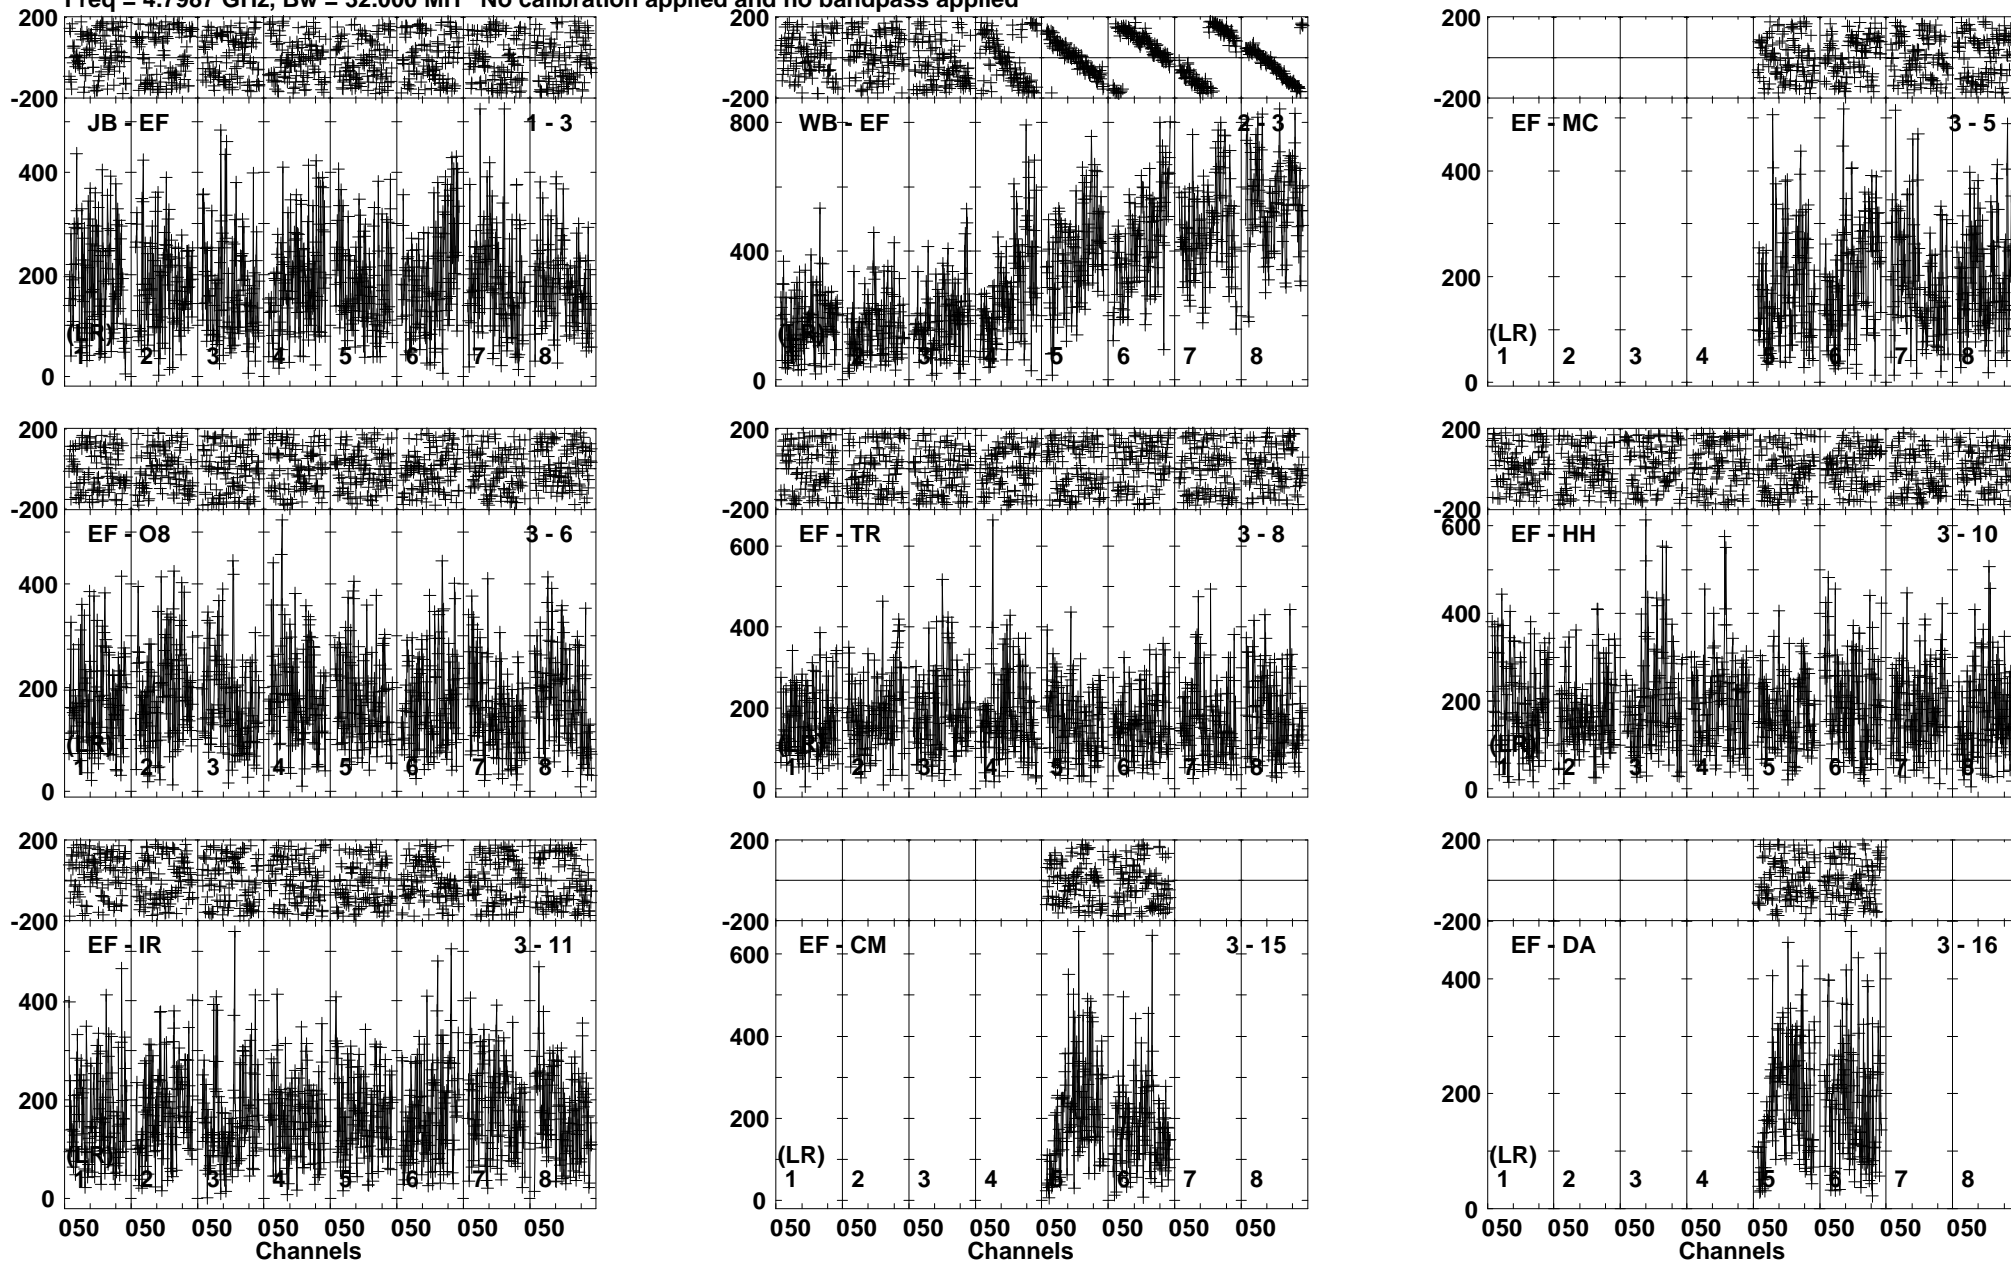 Freq = 4.7987 GHz, Bw = 32.000 MH No calibration applied and no bandpass applied
200 200 200
-200 -200 -200
JB - EF 1 - 3 800 WB - EF 2 - 3 EF - MC 3 - 5
400 400
400
200 200
(LR) (LR)
1 2 3 4 5 6 7 8 2 3 4 5 6 7 8 1 2 3 4 5 6 7 8
0 0 0
200 200 200
-200 -200 -200
EF - O8 3 - 6 EF - TR 3 - 8 600 EF - HH 3 - 10
600
400 400 400
200 200 200
(LR) (LR) (LR)
1 2 3 4 5 6 7 8 1 2 3 4 5 6 7 8 1 2 3 4 5 6 7 8
0 0 0
200 200 200
-200 -200 -200
EF - IR 3 - 11 EF - CM 3 - 15 EF - DA 3 - 16
600
400 400 400
200 200 200
(LR) (LR) (LR)
1 2 3 4 5 6 7 8 1 2 3 4 5 6 7 8 1 2 3 4 5 6 7 8
0 0 0
050 050 050 050 050 050 050 050 050 050 050 050 050 050 050 050 050 050 050 050 050 050 050 050
Channels Channels Channels